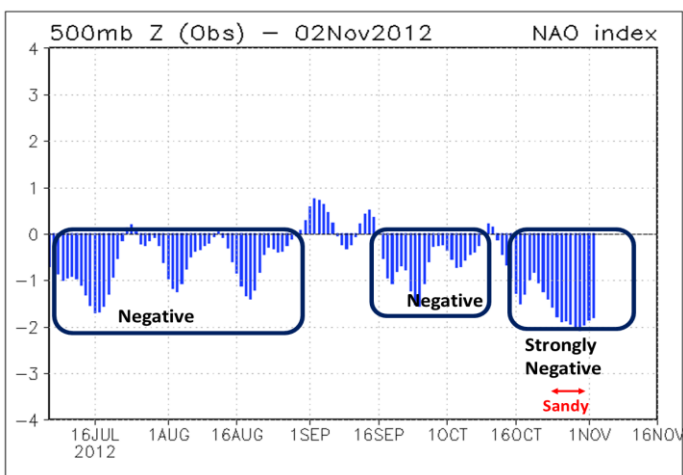 500mb Z (Obs) – 02Nov2012 NAO index
4
3
2
1
0
-1
-2
-3
-4
Negative
Negative
Strongly
Negative
Sandy
16JUL 1AUG 16AUG 1SEP 16SEP 1OCT 16OCT 1NOV 16NOV
2012